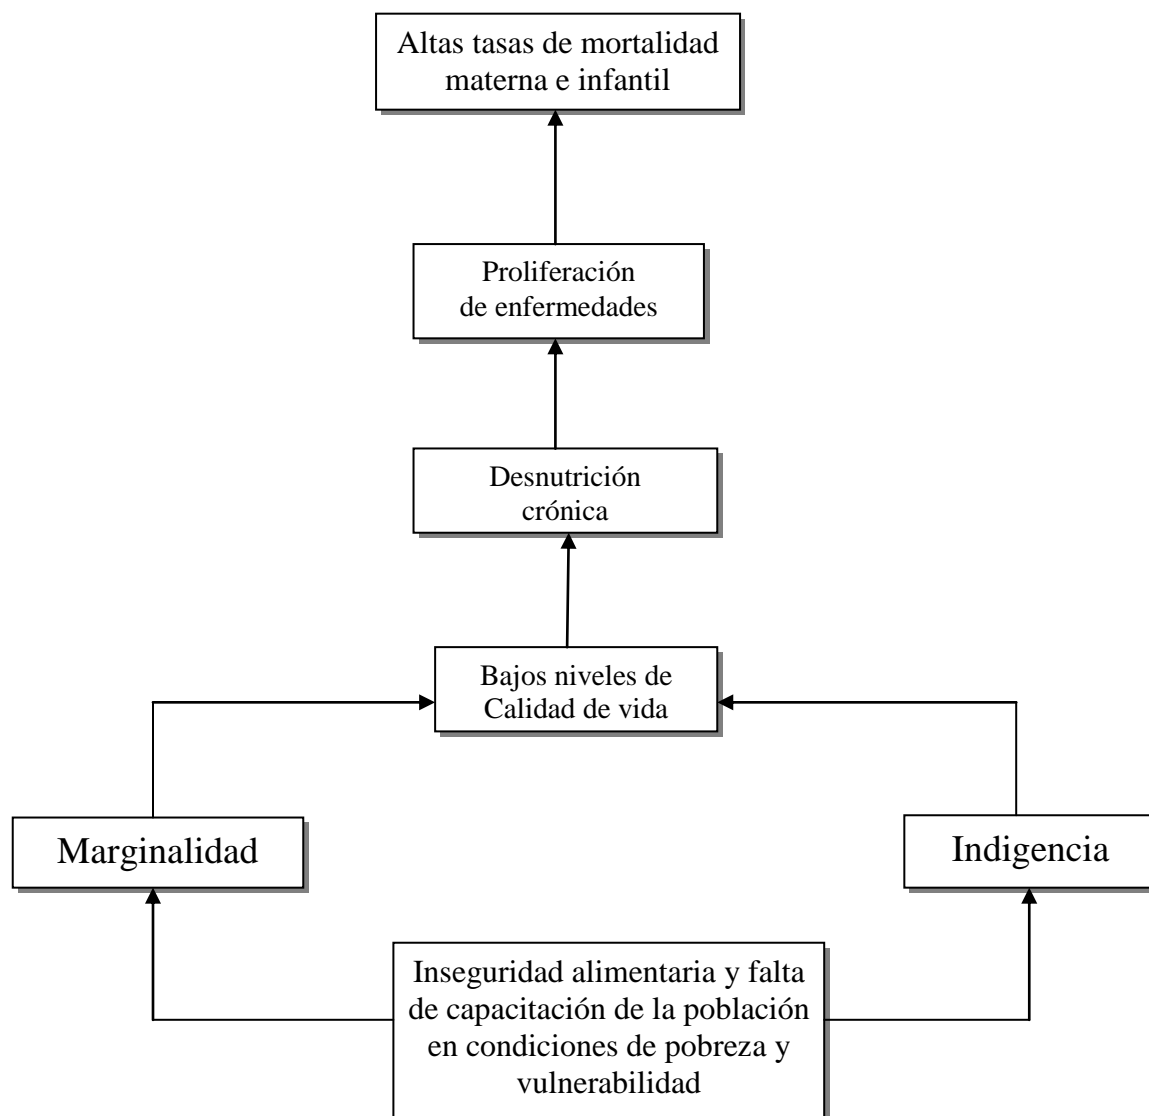 Altas tasas de mortalidad
materna e infantil
Proliferación
de enfermedades
Desnutrición
crónica
Bajos niveles de
Calidad de vida
Marginalidad
Indigencia
Inseguridad alimentaria y falta
de capacitación de la población
en condiciones de pobreza y
vulnerabilidad